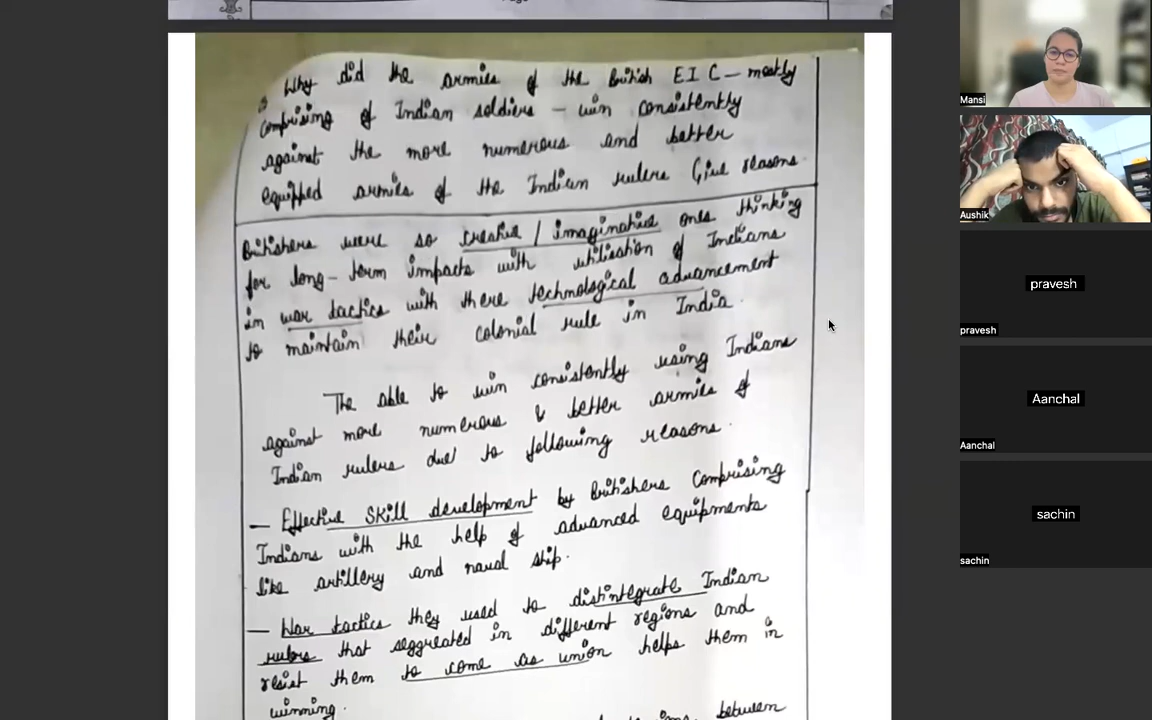 Why did the armies of the British EIC - mostly
comprising of Indian soldiers - win consistently
against the more numerous and better
equipped armies of the Indian rulers Give reasons.
Britishers were so creative / imaginative ones thinking
for long-term impacts with utilisation of Indians
in war tactics with there technological advancement
to maintain their colonial rule in India.
The able to win consistently using Indians
against more numerous & better armies of
Indian rulers due to following reasons.
- Effective skill development by Britishers comprising
Indians with the help of advanced equipments
like artillery and naval ship.
- War tactics they used to distintegrate Indian
rulers that seggreated in different regions and
resist them to come as union helps them in
winning.
between
Mansi
Aushik
pravesh
pravesh
Aanchal
Aanchal
sachin
sachin